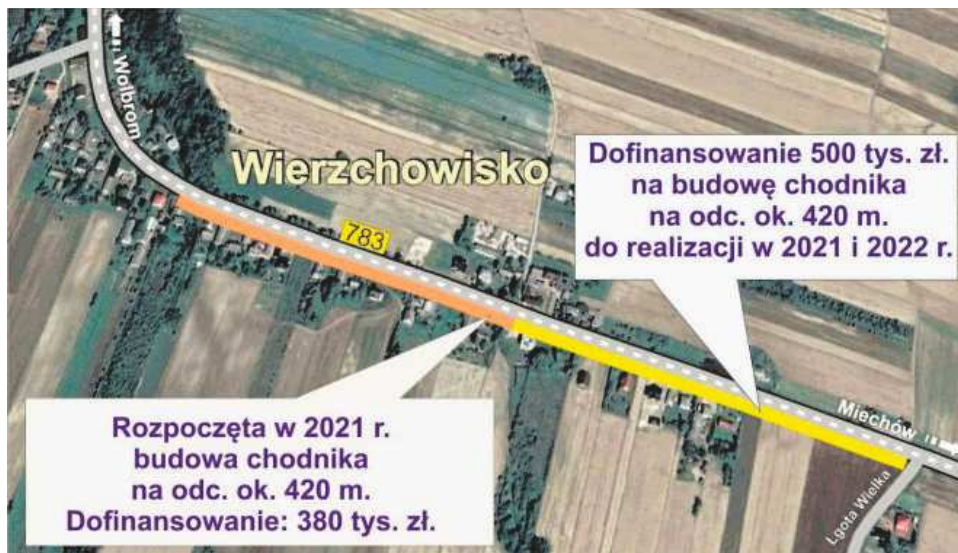 Wolbrom
Wierzchowisko
783
Dofinansowanie 500 tys. zł.
na budowę chodnika
na odc. ok. 420 m.
do realizacji w 2021 i 2022 r.
Rozpoczęta w 2021 r.
budowa chodnika
na odc. ok. 420 m.
Dofinansowanie: 380 tys. zł.
Miechów
Lgota Wielka